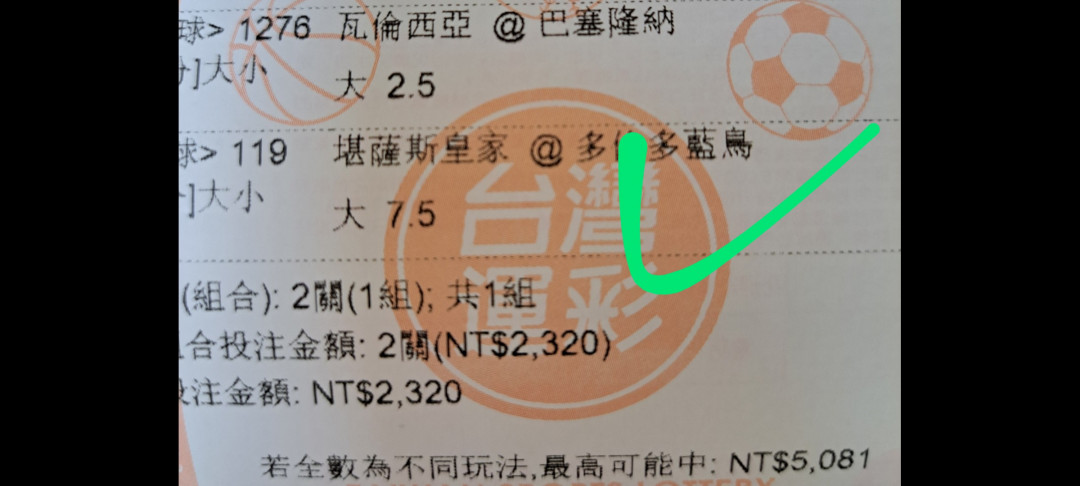 球> 1276 瓦倫西亞 @ 巴塞隆納
]大小
大 2.5
球> 119 堪薩斯皇家 @ 多倫多藍鳥
]大小
大 7.5
台灣
運彩
(組合): 2關(1組); 共1組
合投注金額: 2關(NT$2,320)
投注金額: NT$2,320
若全數為不同玩法,最高可能中: NT$5,081